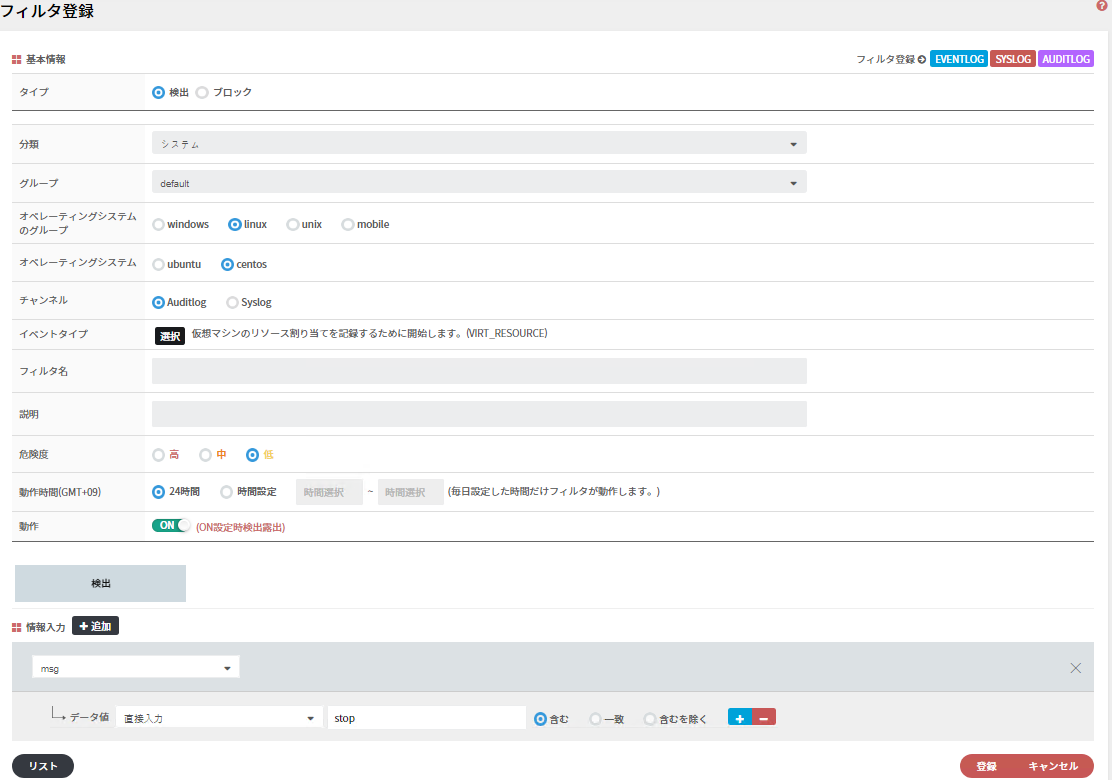 フィルタ登録
?
基本情報
フィルタ登録 EVENTLOG SYSLOG AUDITLOG
タイプ 検出 ブロック
分類 システム
グループ default
オペレーティングシステム
のグループ windows linux unix mobile
オペレーティングシステム ubuntu centos
チャンネル Auditlog Syslog
イベントタイプ 選択 仮想マシンのリソース割り当てを記録するために開始します。(VIRT_RESOURCE)
フィルタ名
説明
危険度 高 中 低
動作時間(GMT+09) 24時間 時間設定 時間選択 ~ 時間選択 (毎日設定した時間だけフィルタが動作します。)
動作 ON (ON設定時検出露出)
検出
情報入力 +追加
msg
データ値 直接入力 stop 含む 一致 含むを除く + −
リスト 登録 キャンセル